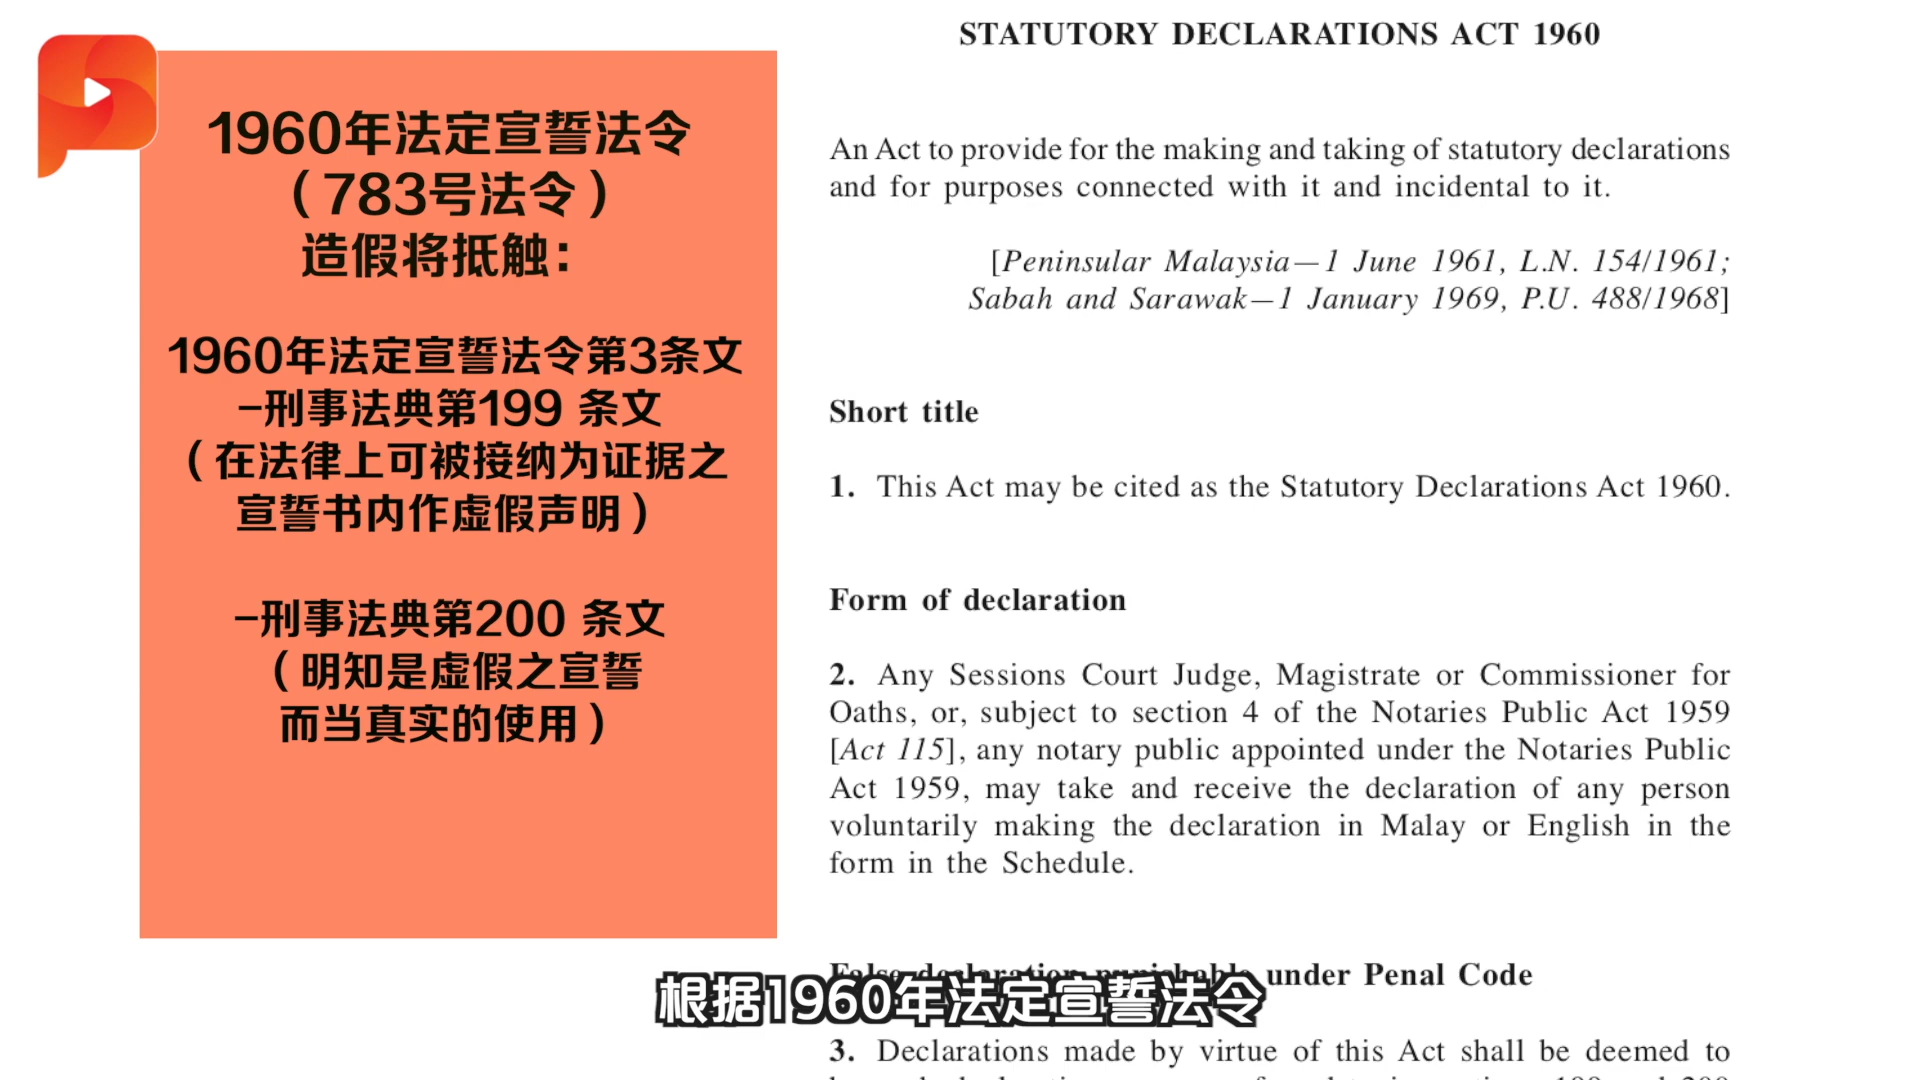 1960年法定宣誓法令
（783号法令）
造假将抵触：
1960年法定宣誓法令第3条文
-刑事法典第199 条文
（在法律上可被接纳为证据之
宣誓书内作虚假声明）
-刑事法典第200 条文
（明知是虚假之宣誓
而当真实的使用）
STATUTORY DECLARATIONS ACT 1960
An Act to provide for the making and taking of statutory declarations
and for purposes connected with it and incidental to it.
[Peninsular Malaysia—1 June 1961, L.N. 154/1961;
Sabah and Sarawak—1 January 1969, P.U. 488/1968]
Short title
1. This Act may be cited as the Statutory Declarations Act 1960.
Form of declaration
2. Any Sessions Court Judge, Magistrate or Commissioner for
Oaths, or, subject to section 4 of the Notaries Public Act 1959
[Act 115], any notary public appointed under the Notaries Public
Act 1959, may take and receive the declaration of any person
voluntarily making the declaration in Malay or English in the
form in the Schedule.
False declaration punishable under Penal Code
根据1960年法定宣誓法令
3. Declarations made by virtue of this Act shall be deemed to